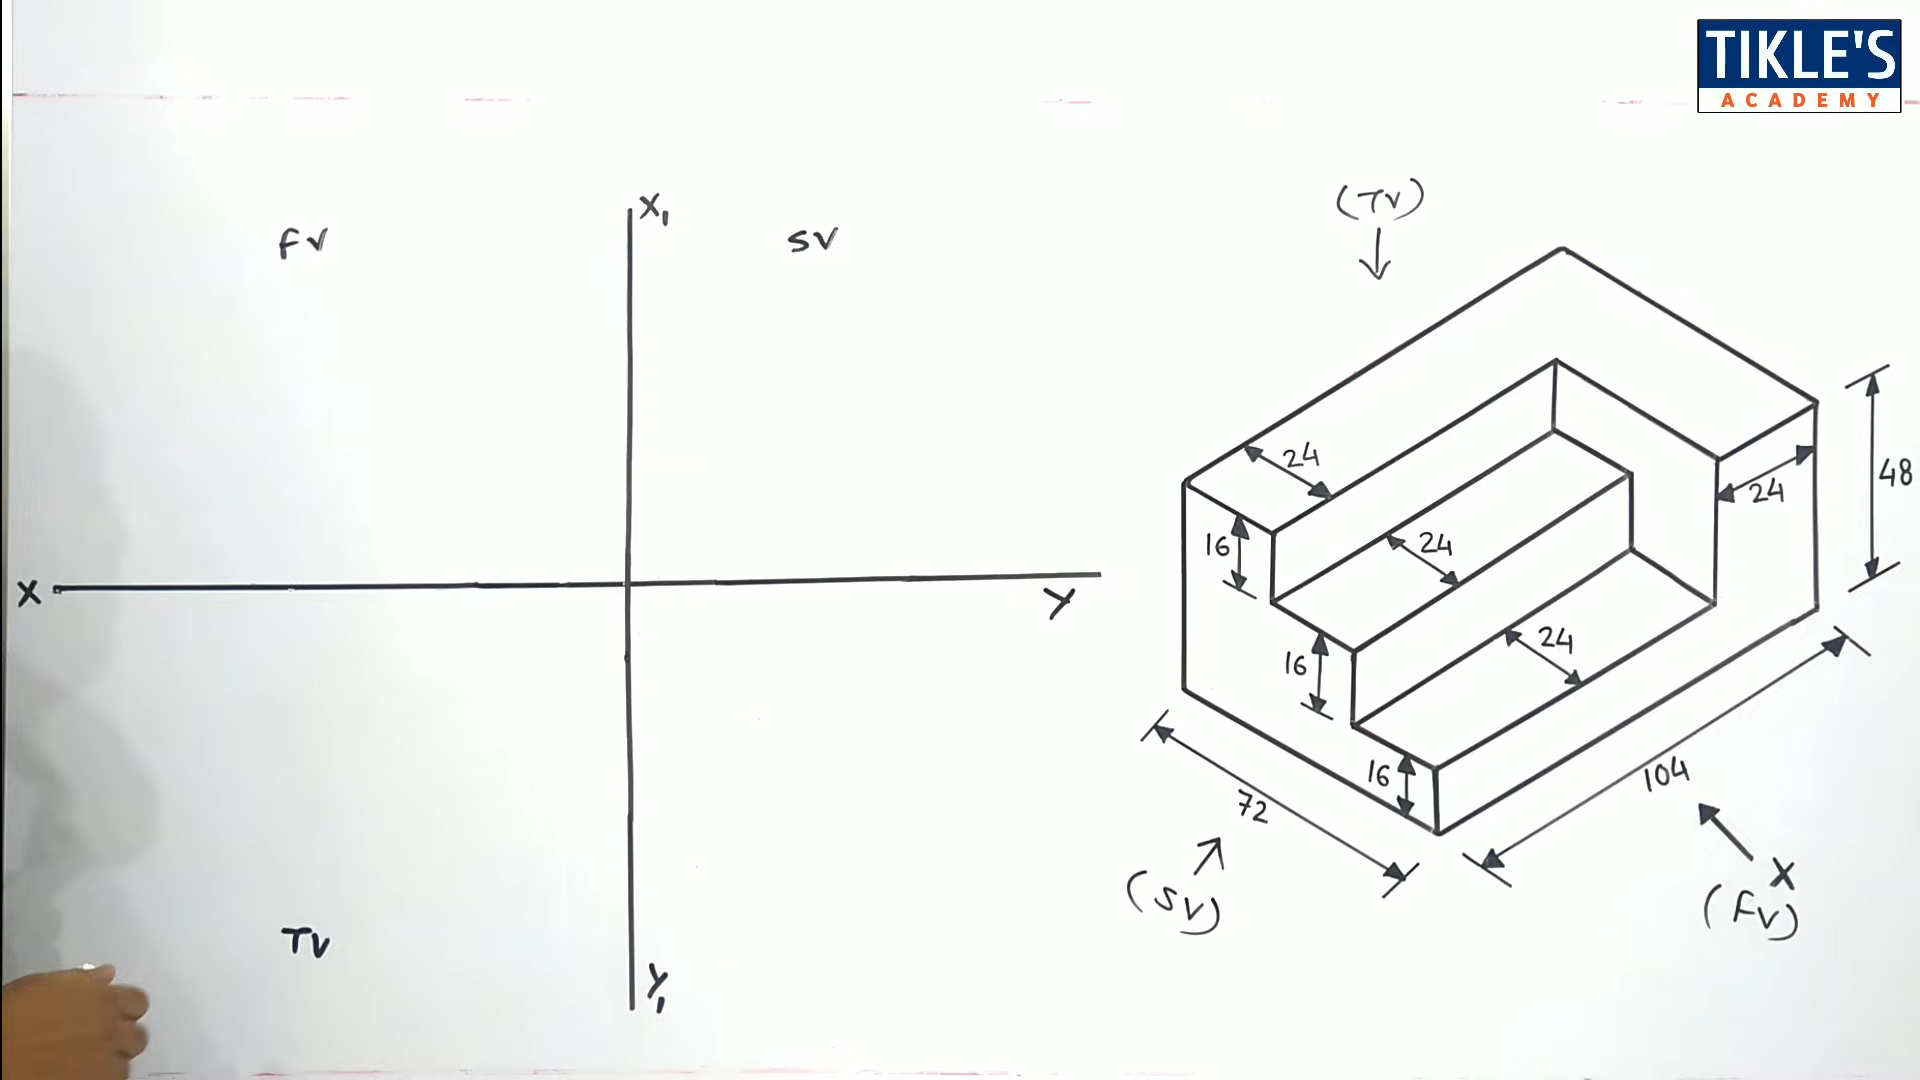 TIKLE'S
ACADEMY
FV
X₁
SV
X
Y
TV
Y₁
(TV)
24
16
24
16
24
16
24
48
72
104
(SV)
X
(FV)